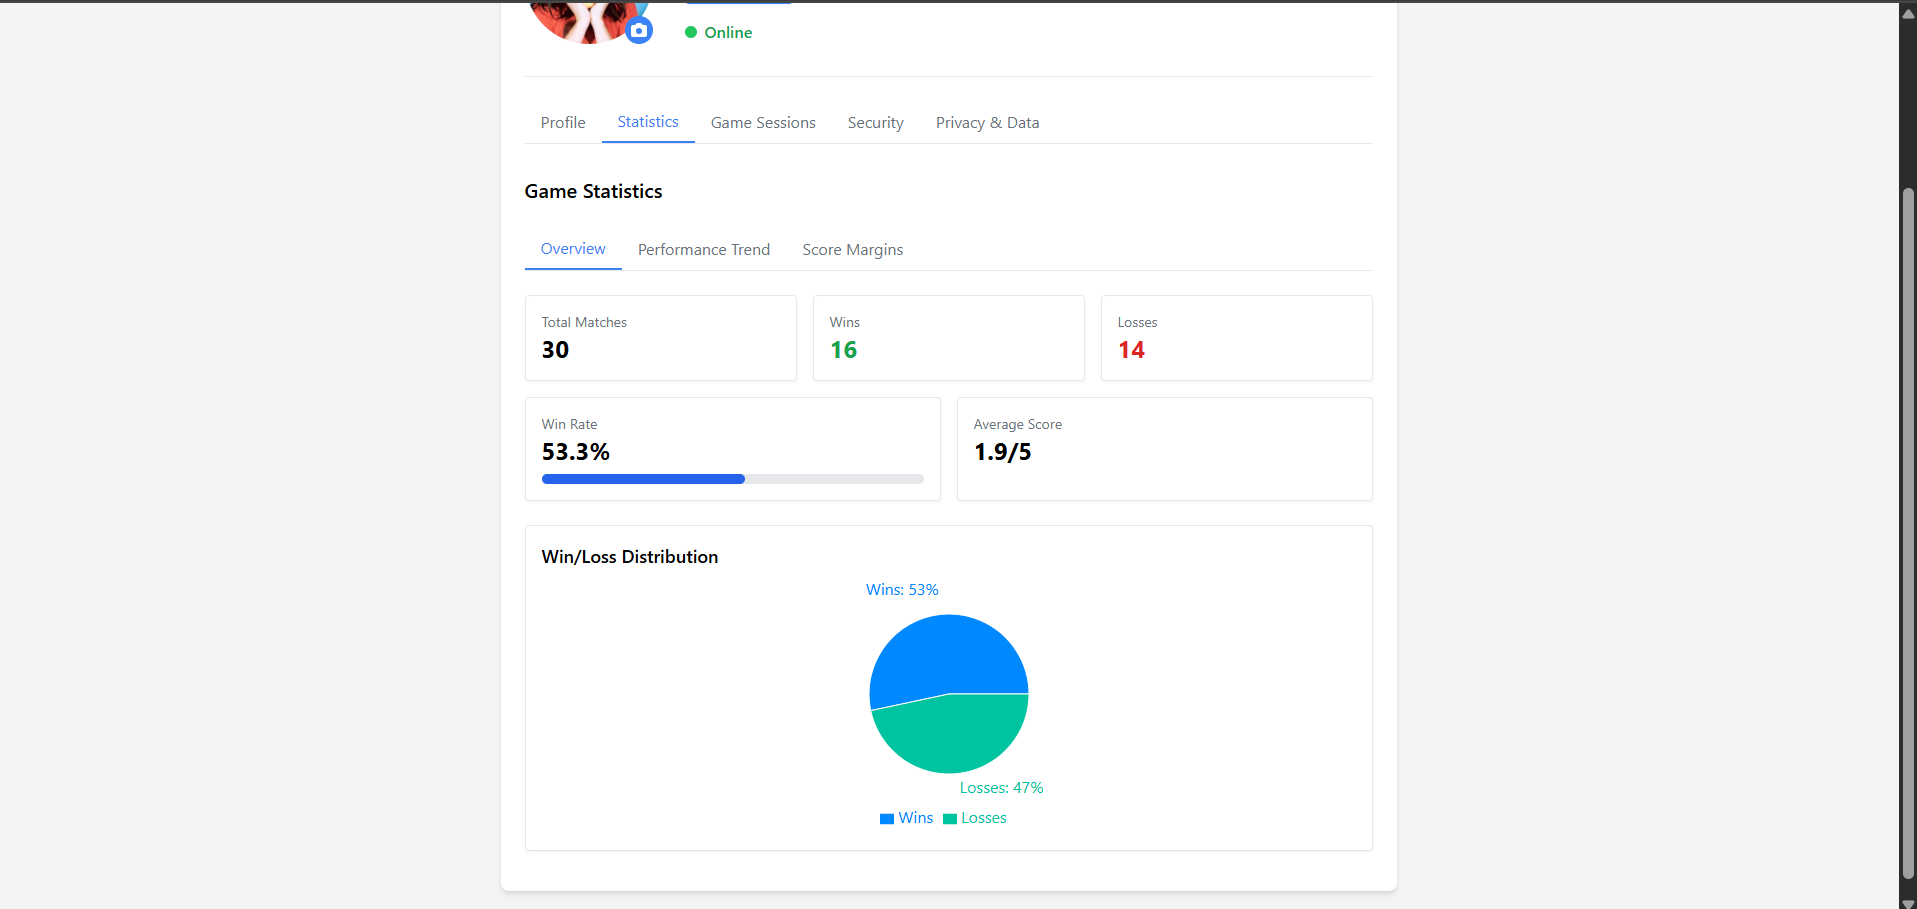 Online
Profile Statistics Game Sessions Security Privacy & Data
Game Statistics
Overview Performance Trend Score Margins
Total Matches
30
Wins
16
Losses
14
Win Rate
53.3%
Average Score
1.9/5
Win/Loss Distribution
Wins: 53%
Losses: 47%
Wins Losses